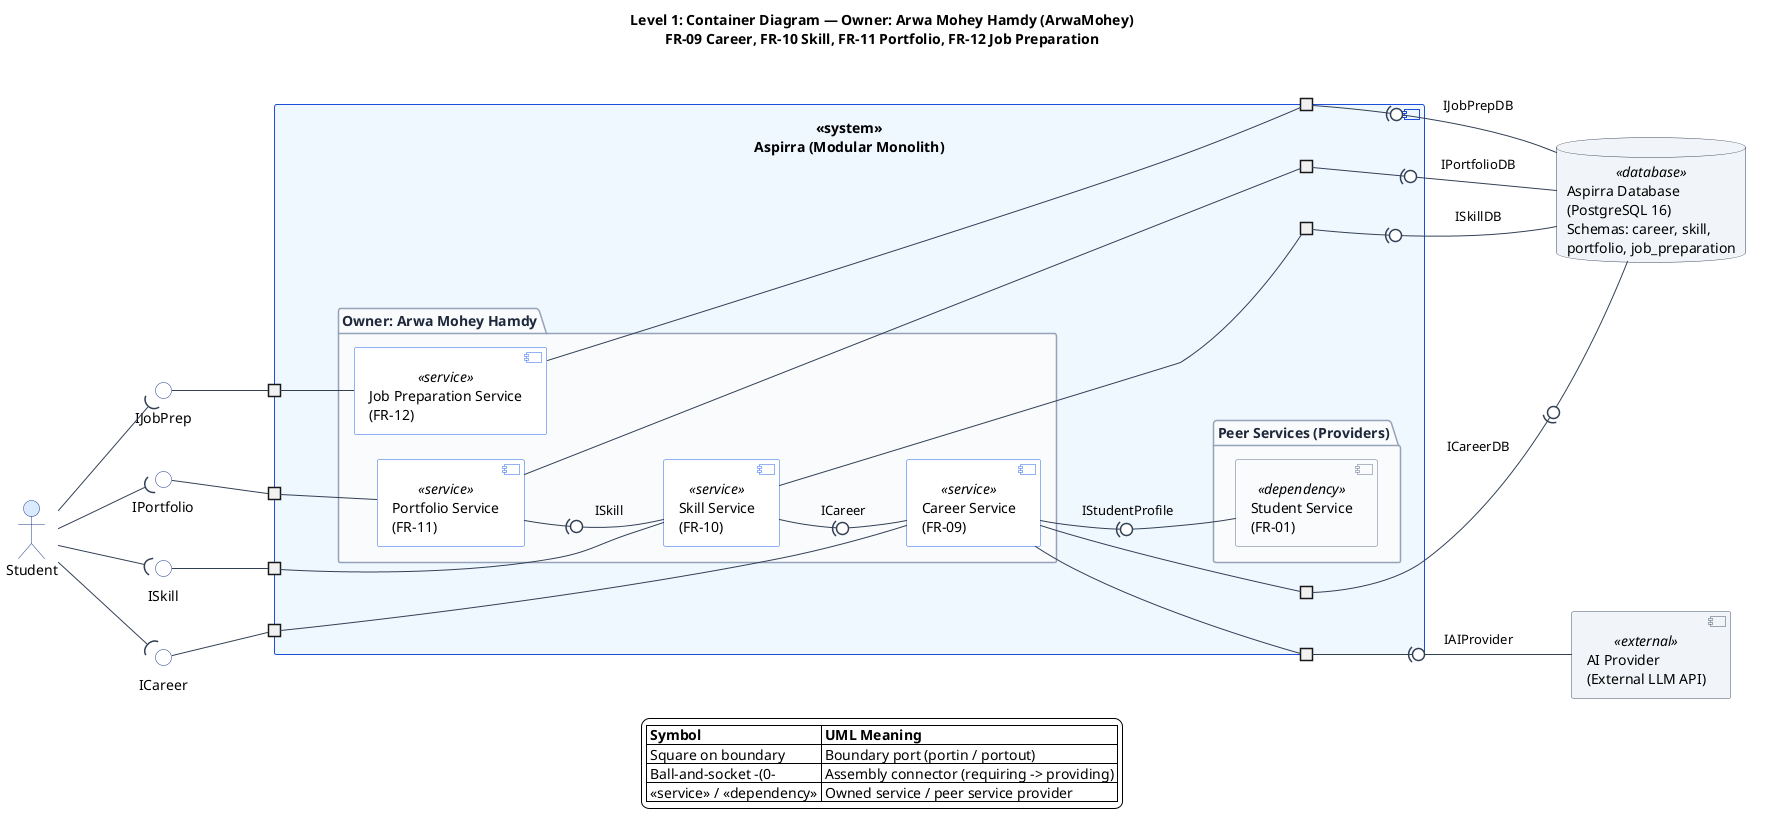 Level 1: Container Diagram — Owner: Arwa Mohey Hamdy (ArwaMohey)
FR-09 Career, FR-10 Skill, FR-11 Portfolio, FR-12 Job Preparation
«system»
Aspirra (Modular Monolith)
IJobPrepDB
IPortfolioDB
ISkillDB
«database»
Aspirra Database
(PostgreSQL 16)
Schemas: career, skill,
portfolio, job_preparation
Owner: Arwa Mohey Hamdy
«service»
Job Preparation Service
(FR-12)
IJobPrep
Peer Services (Providers)
ICareerDB
«service»
Portfolio Service
(FR-11)
ISkill
«service»
Skill Service
(FR-10)
ICareer
«service»
Career Service
(FR-09)
IStudentProfile
«dependency»
Student Service
(FR-01)
IPortfolio
Student
ISkill
ICareer
IAIProvider
«external»
AI Provider
(External LLM API)
Symbol UML Meaning
Square on boundary Boundary port (portin / portout)
Ball-and-socket -(0- Assembly connector (requiring -> providing)
«service» / «dependency» Owned service / peer service provider